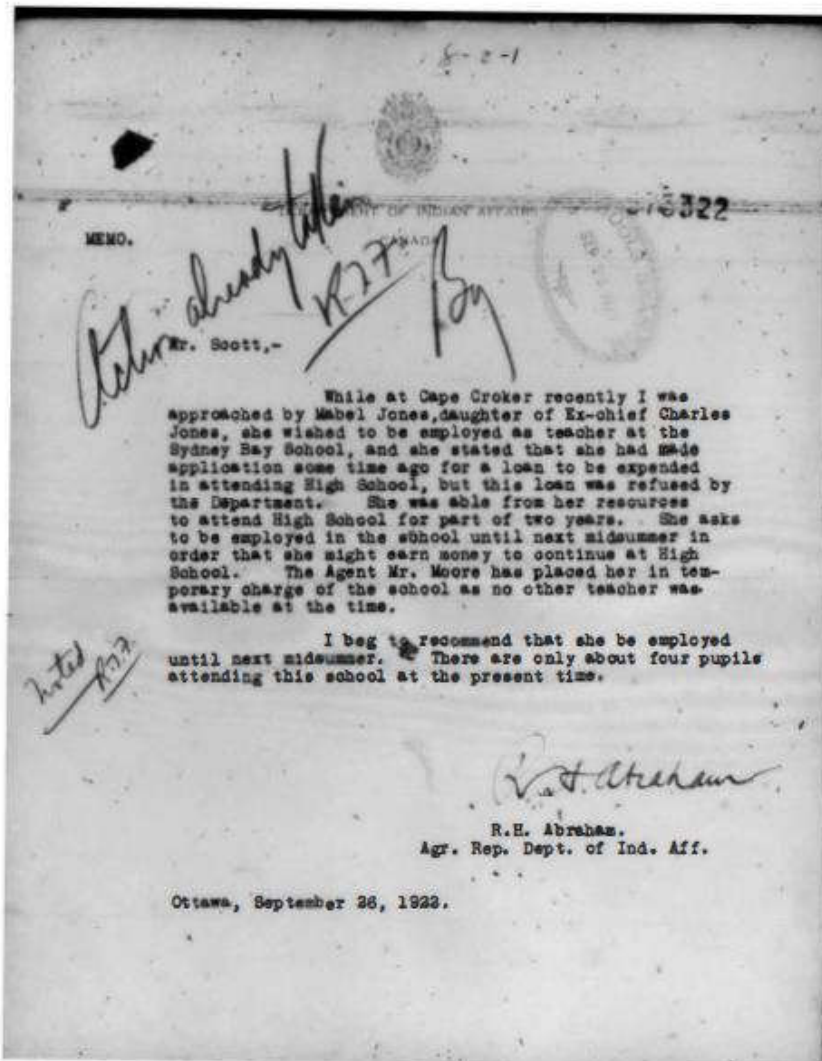 8-2-1
DEPARTMENT OF INDIAN AFFAIRS
CANADA
322
MEMO.
Action already taken
R.T.F.
By
Mr. Scott,-
While at Cape Croker recently I was
approached by Mabel Jones,daughter of Ex-chief Charles
Jones, she wished to be employed as teacher at the
Sydney Bay School, and she stated that she had made
application some time ago for a loan to be expended
in attending High School, but this loan was refused by
the Department. She was able from her resources
to attend High School for part of two years. She asks
to be employed in the school until next midsummer in
order that she might earn money to continue at High
School. The Agent Mr. Moore has placed her in tem-
porary charge of the school as no other teacher was
available at the time.
I beg to recommend that she be employed
until next midsummer. There are only about four pupils
attending this school at the present time.
Noted
R.T.F.
R. H. Abraham
R.H. Abraham.
Agr. Rep. Dept. of Ind. Aff.
Ottawa, September 26, 1922.